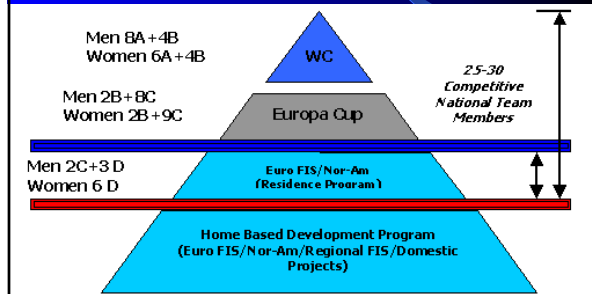 Men 8A+4B
Women 6A+4B
WC
25-30
Competitive
National Team
Members
Men 2B+8C
Women 2B+9C
Europa Cup
Men 2C+3 D
Women 6 D
Euro FIS/Nor-Am
(Residence Program)
Home Based Development Program
(Euro FIS/Nor-Am/Regional FIS/Domestic
Projects)